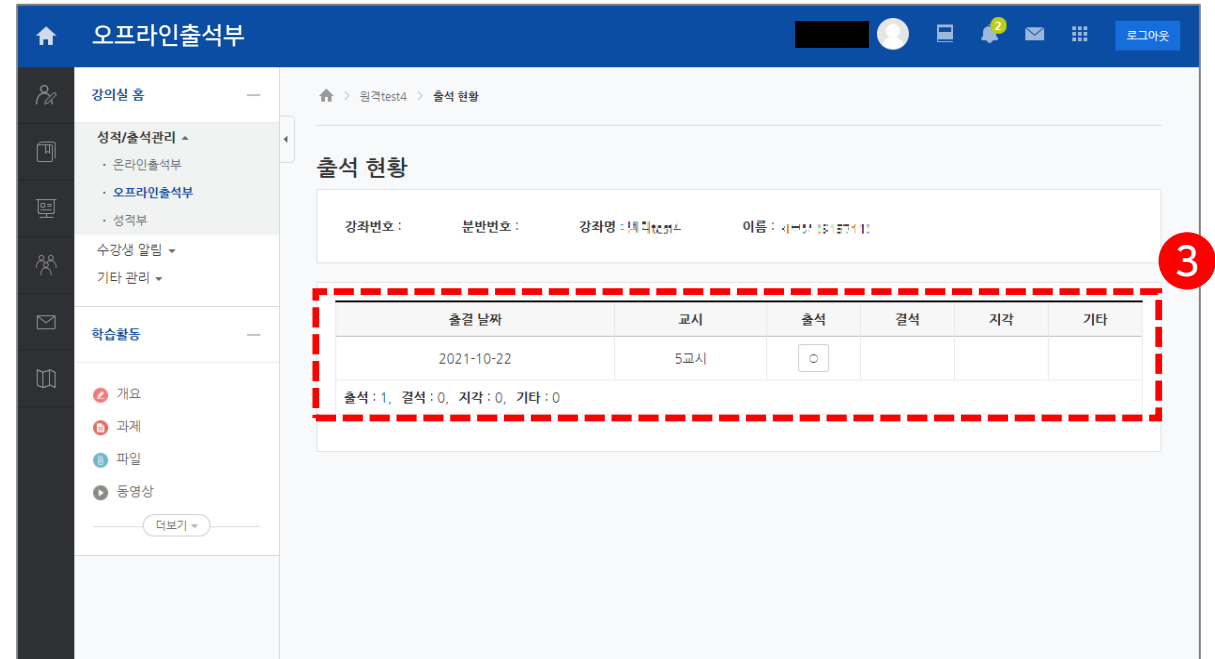 오프라인출석부
2
로그아웃
강의실 홈
원격test4 > 출석 현황
성적/출석관리
· 온라인출석부
· 오프라인출석부
· 성적부
수강생 알림
기타 관리
출석 현황
강좌번호 : 분반번호 : 강좌명 : 이름 :
3
출결 날짜 교시 출석 결석 지각 기타
2021-10-22 5교시 ○
출석 : 1, 결석 : 0, 지각 : 0, 기타 : 0
학습활동
개요
과제
파일
동영상
더보기